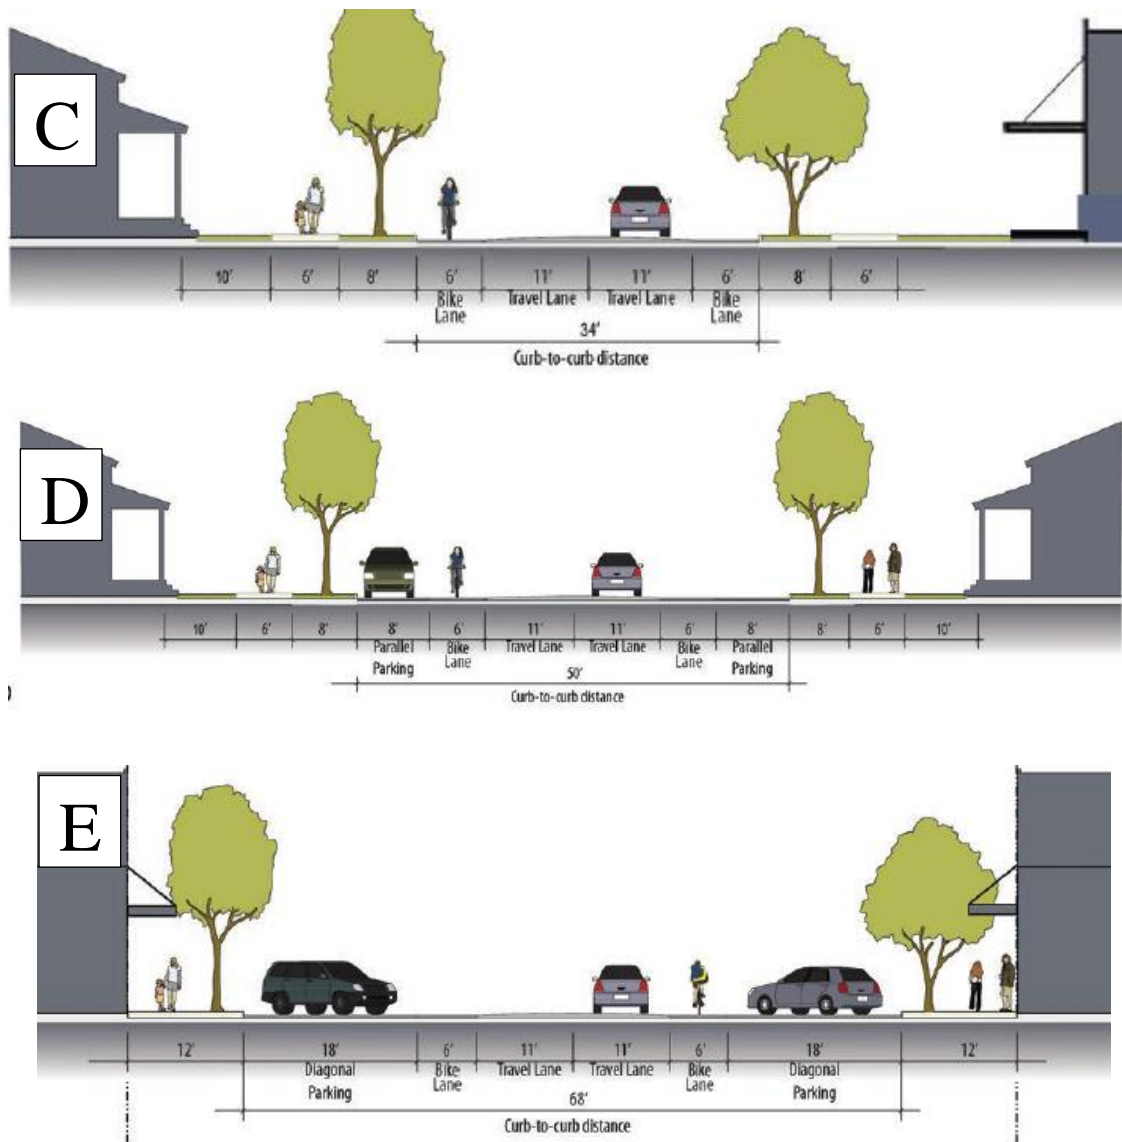 C
10' 6' 8' 6' 11' 11' 6' 8' 6'
Bike Travel Lane Travel Lane Bike
Lane Lane
34'
Curb-to-curb distance
D
10' 6' 8' 8' 6' 11' 11' 6' 8' 8' 6' 10'
Parallel Bike Travel Lane Travel Lane Bike Parallel
Parking Lane Lane Parking
50'
Curb-to-curb distance
E
12' 18' 6' 11' 11' 6' 18' 12'
Diagonal Bike Travel Lane Travel Lane Bike Diagonal
Parking Lane Lane Parking
68'
Curb-to-curb distance